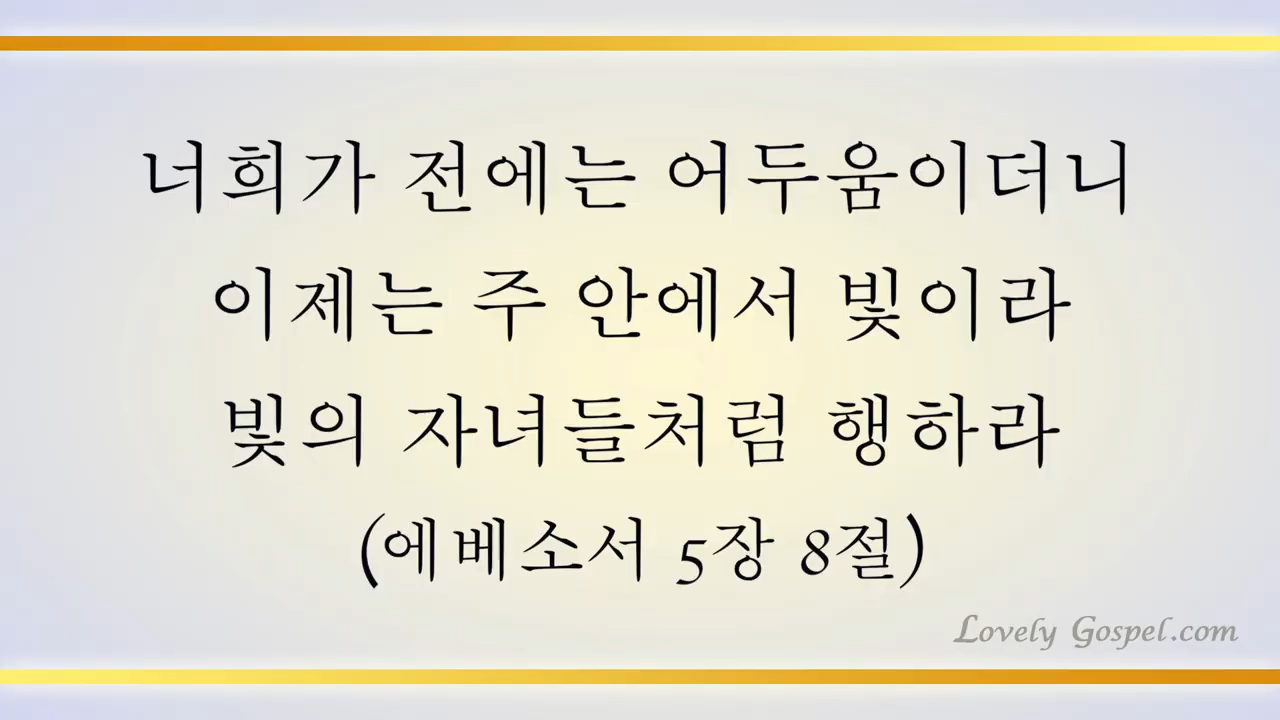 너희가 전에는 어두움이더니
이제는 주 안에서 빛이라
빛의 자녀들처럼 행하라
(에베소서 5장 8절)
Lovely Gospel.com